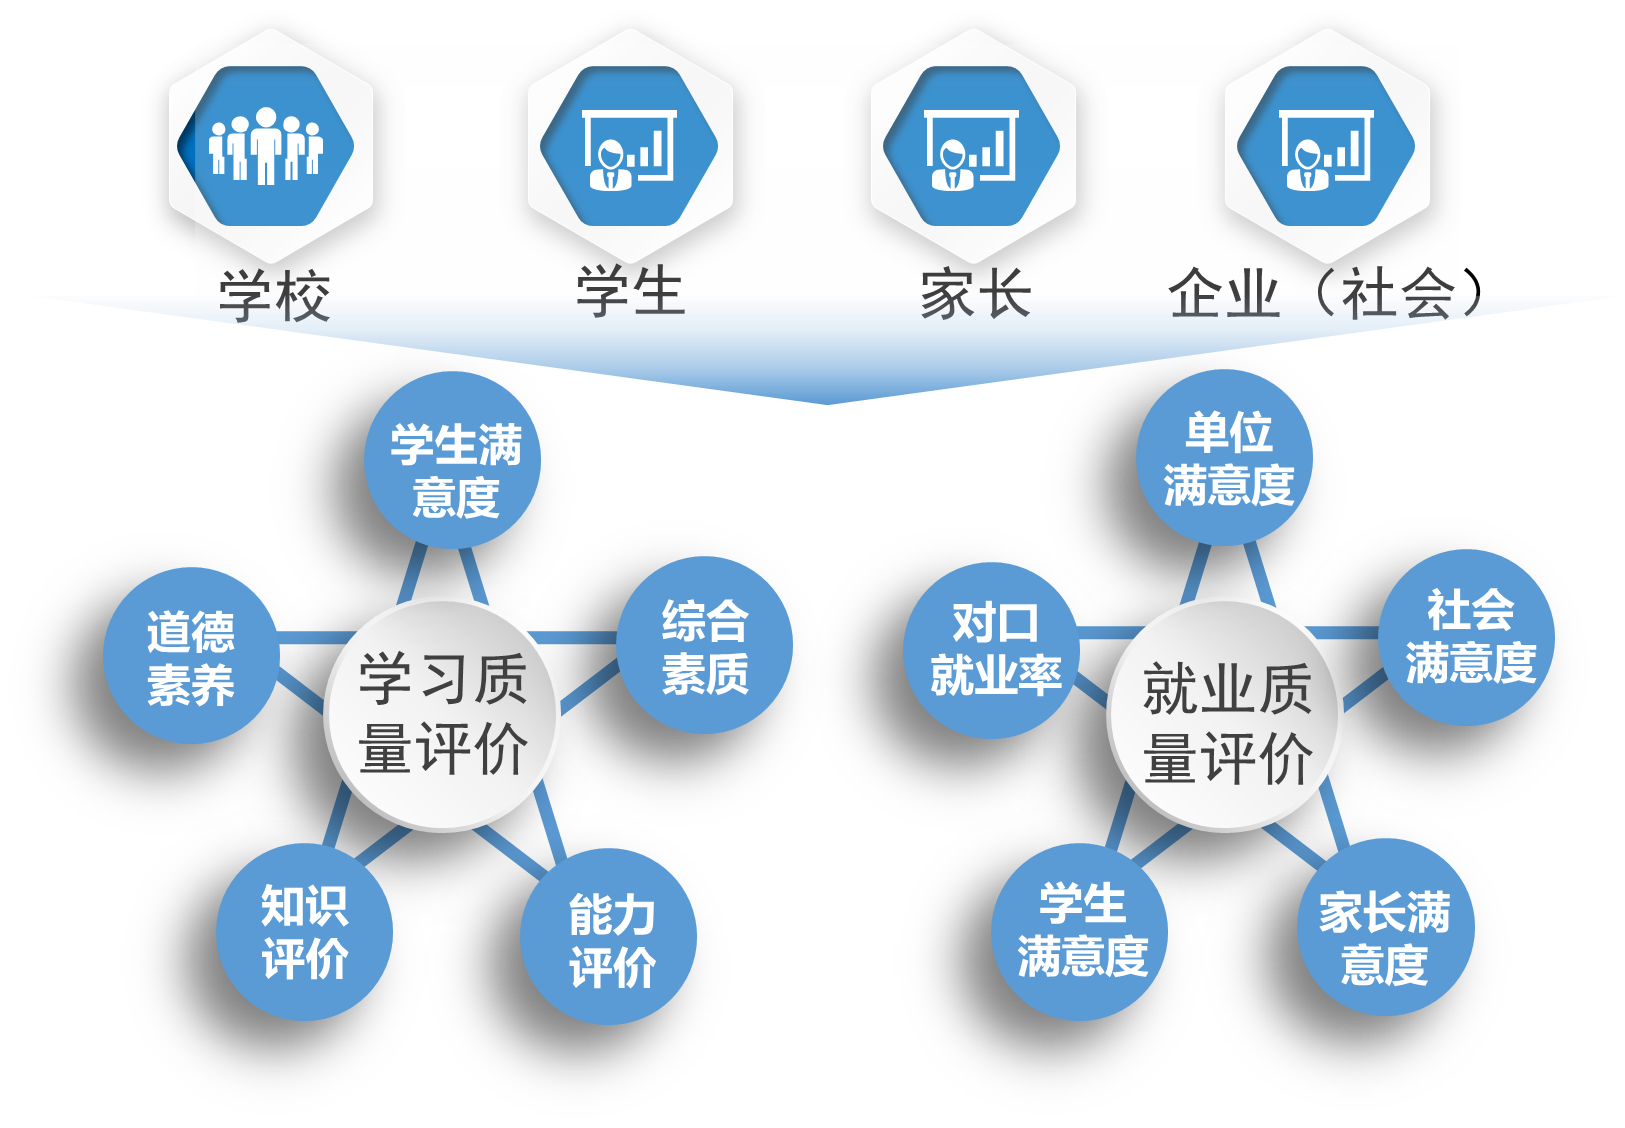 学校
学生
家长
企业（社会）
学生满
意度
道德
素养
综合
素质
学习质
量评价
知识
评价
能力
评价
单位
满意度
对口
就业率
社会
满意度
就业质
量评价
学生
满意度
家长满
意度